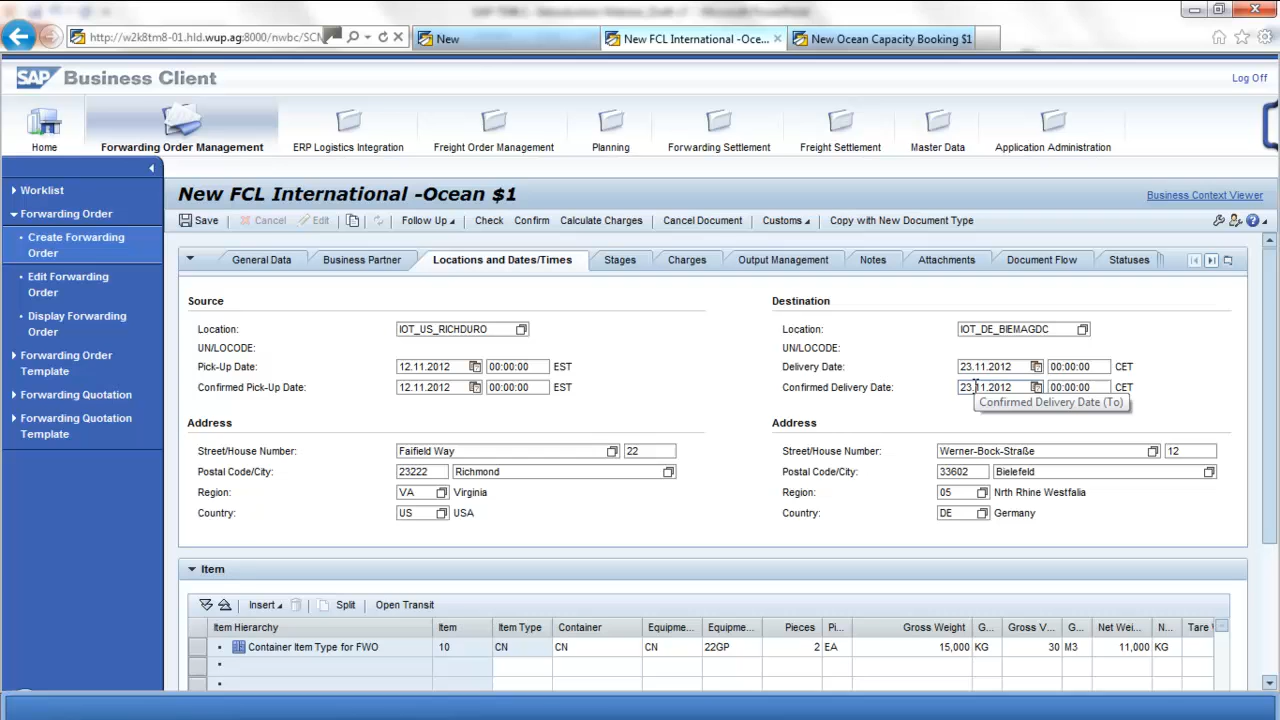 http://w2k8tm8-01.hld.wup.ag:8000/nwbc/SCM
New
New FCL International -Oce...
New Ocean Capacity Booking $1
SAP Business Client
Log Off
Home
Forwarding Order Management
ERP Logistics Integration
Freight Order Management
Planning
Forwarding Settlement
Freight Settlement
Master Data
Application Administration
Worklist
Forwarding Order
Create Forwarding
Order
Edit Forwarding
Order
Display Forwarding
Order
Forwarding Order
Template
Forwarding Quotation
Forwarding Quotation
Template
New FCL International -Ocean $1
Business Context Viewer
Save Cancel Edit Follow Up Check Confirm Calculate Charges Cancel Document Customs Copy with New Document Type
General Data Business Partner Locations and Dates/Times Stages Charges Output Management Notes Attachments Document Flow Statuses
Source
Location: IOT_US_RICHDURO
UN/LOCODE:
Pick-Up Date: 12.11.2012 00:00:00 EST
Confirmed Pick-Up Date: 12.11.2012 00:00:00 EST
Address
Street/House Number: Faifield Way 22
Postal Code/City: 23222 Richmond
Region: VA Virginia
Country: US USA
Destination
Location: IOT_DE_BIEMAGDC
UN/LOCODE:
Delivery Date: 23.11.2012 00:00:00 CET
Confirmed Delivery Date: 23.11.2012 00:00:00 CET
Confirmed Delivery Date (To)
Address
Street/House Number: Werner-Bock-Straße 12
Postal Code/City: 33602 Bielefeld
Region: 05 Nrth Rhine Westfalia
Country: DE Germany
Item
Insert Split Open Transit
Item Hierarchy Item Item Type Container Equipme... Equipme... Pieces Pi... Gross Weight G... Gross V... G... Net Wei... N... Tare
Container Item Type for FWO 10 CN CN CN 22GP 2 EA 15,000 KG 30 M3 11,000 KG